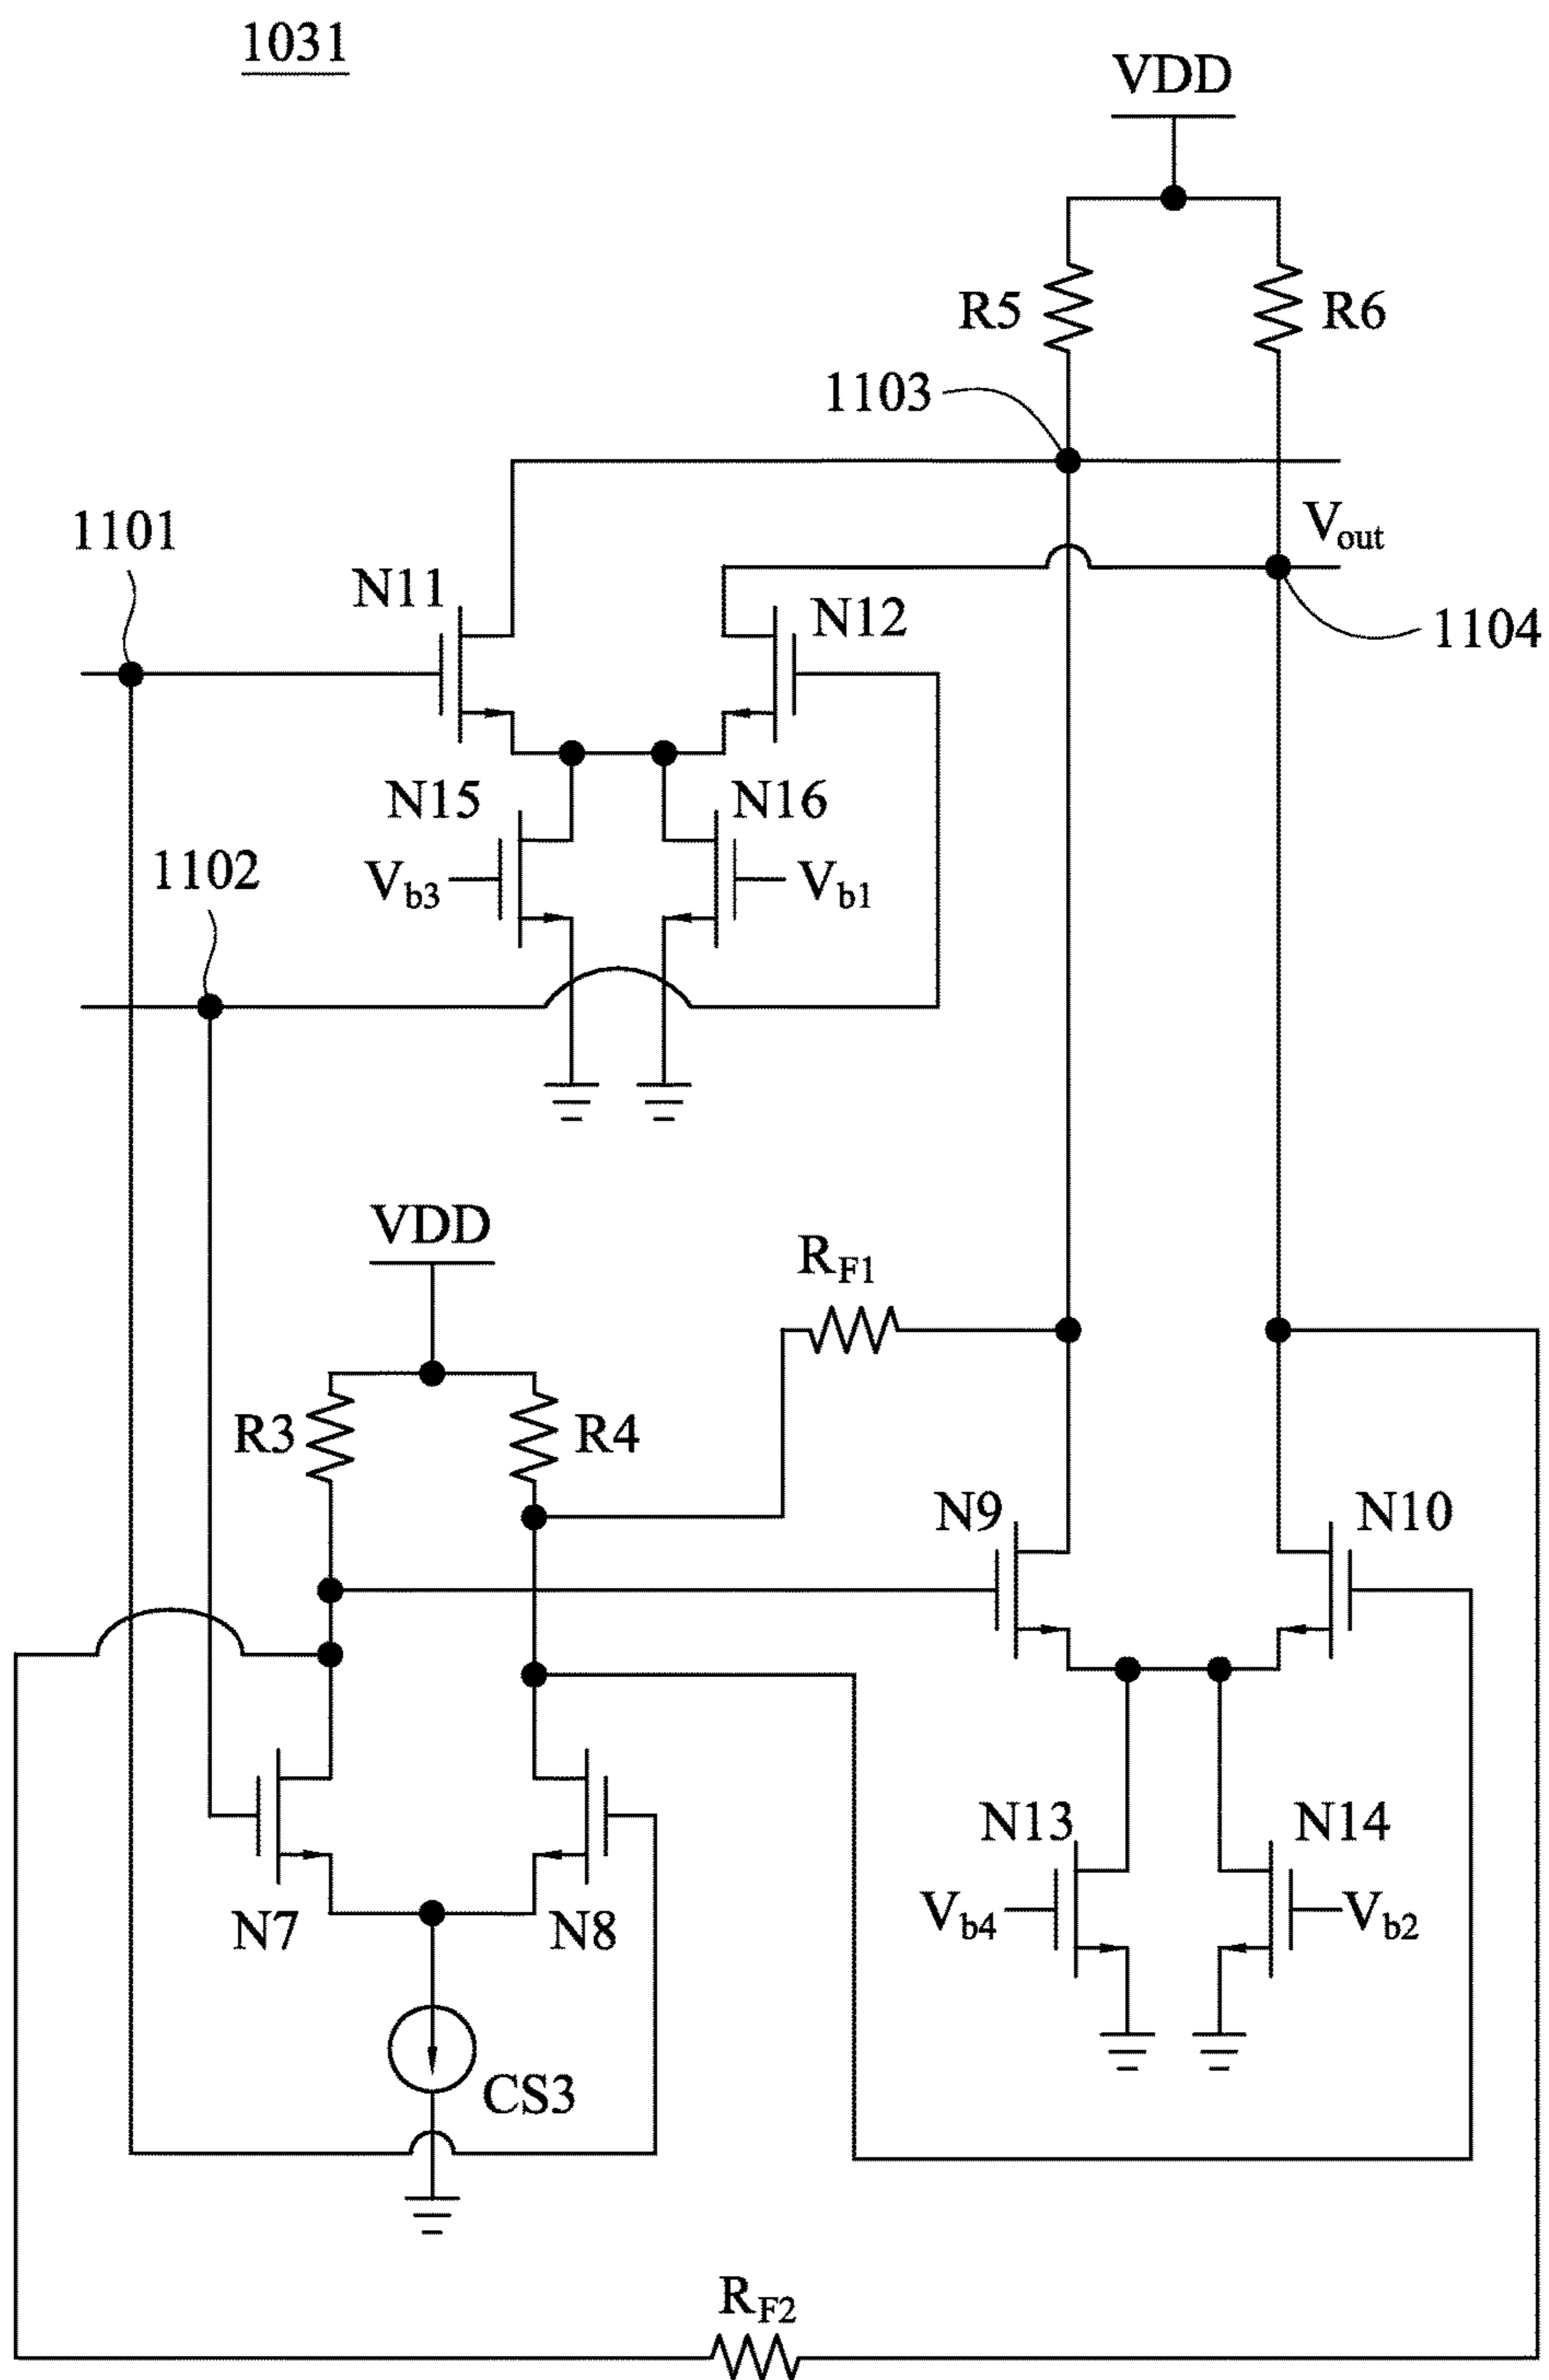 1031
VDD
R5
R6
1103
1101
Vout
N11
N12
1104
N15
N16
1102
Vb3
Vb1
VDD
RF1
R3
R4
N9
N10
N13
N14
Vb4
Vb2
N7
N8
CS3
RF2